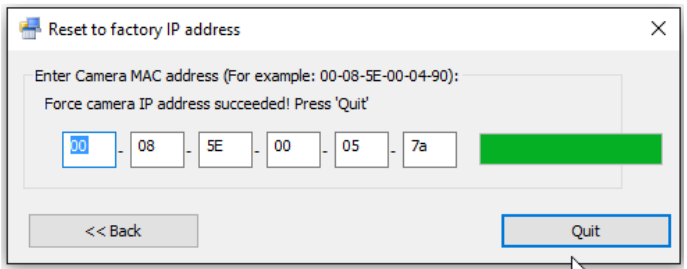 Reset to factory IP address
Enter Camera MAC address (For example: 00-08-5E-00-04-90):
Force camera IP address succeeded! Press 'Quit'
00 - 08 - 5E - 00 - 05 - 7a
<< Back
Quit